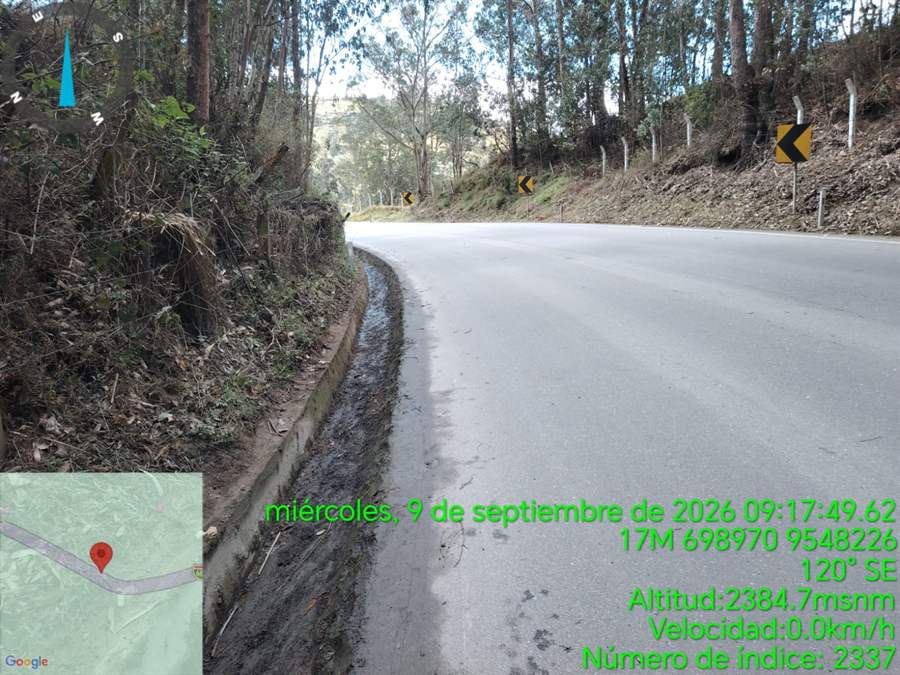 E
S
N
W
miércoles, 9 de septiembre de 2026 09:17:49.62
17M 698970 9548226
120° SE
Altitud:2384.7msnm
Velocidad:0.0km/h
Número de índice: 2337
Google